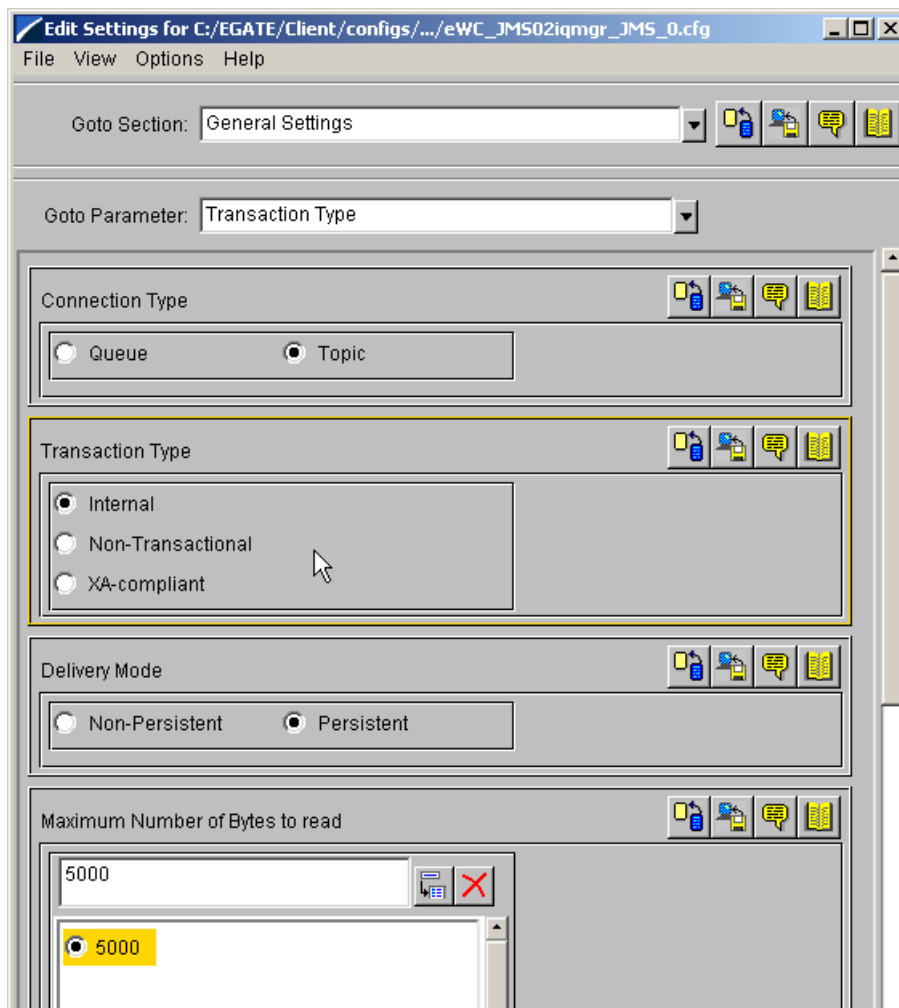 Edit Settings for C:/EGATE/Client/configs/.../eWC_JMS02iqmgr_JMS_0.cfg
File View Options Help
Goto Section: General Settings
Goto Parameter: Transaction Type
Connection Type
Queue Topic
Transaction Type
Internal
Non-Transactional
XA-compliant
Delivery Mode
Non-Persistent Persistent
Maximum Number of Bytes to read
5000
5000